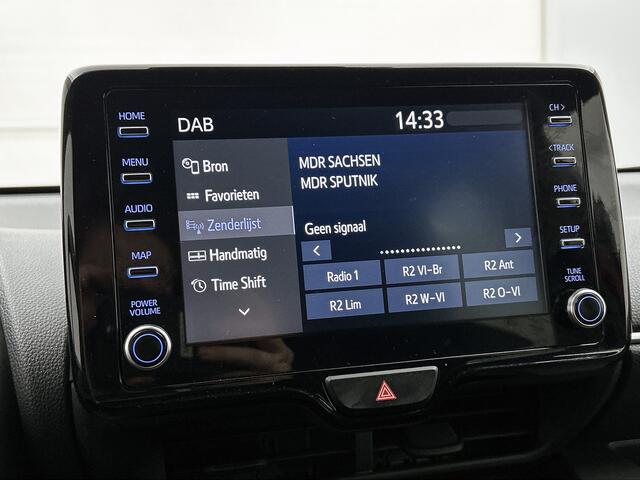 HOME
MENU
AUDIO
MAP
POWER
VOLUME
DAB
14:33
Bron
Favorieten
Zenderlijst
Handmatig
Time Shift
MDR SACHSEN
MDR SPUTNIK
Geen signaal
Radio 1
R2 Vl-Br
R2 Ant
R2 Lim
R2 W-Vl
R2 O-Vl
CH >
< TRACK
PHONE
SETUP
TUNE
SCROLL